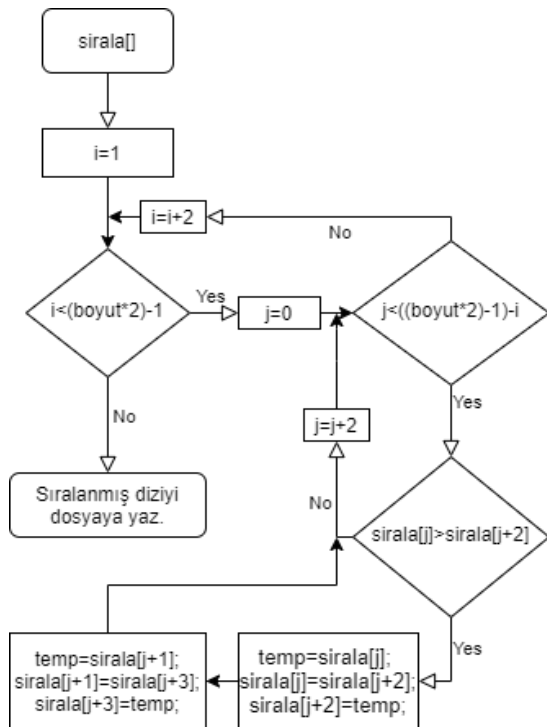 sirala[]
i=1
i=i+2
No
i<(boyut*2)-1
Yes
j=0
j<((boyut*2)-1)-i
No
Yes
j=j+2
Sıralanmış diziyi
dosyaya yaz.
No
sirala[j]>sirala[j+2]
Yes
temp=sirala[j+1];
sirala[j+1]=sirala[j+3];
sirala[j+3]=temp;
temp=sirala[j];
sirala[j]=sirala[j+2];
sirala[j+2]=temp;